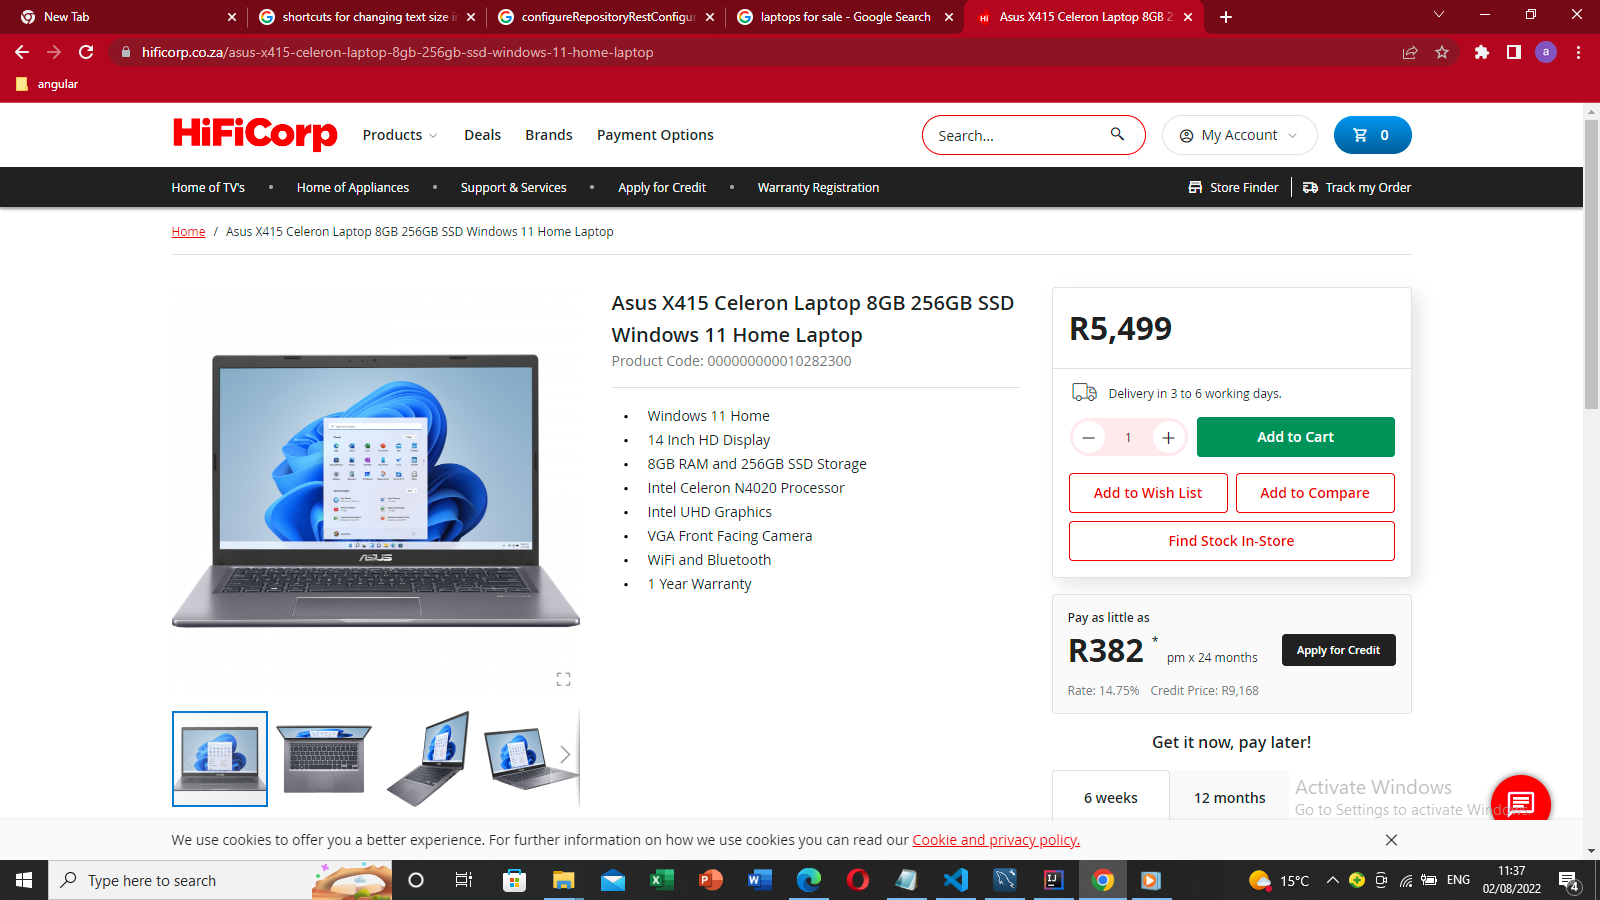 New Tab
shortcuts for changing text size in
configureRepositoryRestConfigur
laptops for sale - Google Search
Asus X415 Celeron Laptop 8GB 2
hificorp.co.za/asus-x415-celeron-laptop-8gb-256gb-ssd-windows-11-home-laptop
a
angular
HiFiCorp
Products
Deals
Brands
Payment Options
Search...
My Account
0
Home of TV's • Home of Appliances • Support & Services • Apply for Credit • Warranty Registration
Store Finder
Track my Order
Home / Asus X415 Celeron Laptop 8GB 256GB SSD Windows 11 Home Laptop
Asus X415 Celeron Laptop 8GB 256GB SSD
Windows 11 Home Laptop
Product Code: 000000000010282300
• Windows 11 Home
• 14 Inch HD Display
• 8GB RAM and 256GB SSD Storage
• Intel Celeron N4020 Processor
• Intel UHD Graphics
• VGA Front Facing Camera
• WiFi and Bluetooth
• 1 Year Warranty
ASUS
R5,499
Delivery in 3 to 6 working days.
1
Add to Cart
Add to Wish List
Add to Compare
Find Stock In-Store
Pay as little as
R382 * pm x 24 months
Apply for Credit
Rate: 14.75% Credit Price: R9,168
Get it now, pay later!
6 weeks
12 months
Activate Windows
Go to Settings to activate Windows.
We use cookies to offer you a better experience. For further information on how we use cookies you can read our Cookie and privacy policy.
Type here to search
15°C
ENG
11:37
02/08/2022
4